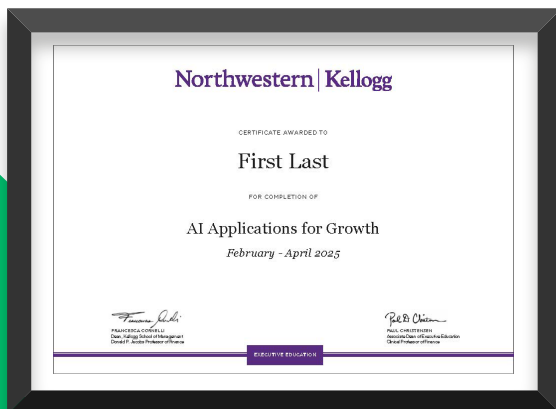 Northwestern | Kellogg
CERTIFICATE AWARDED TO
First Last
FOR COMPLETION OF
AI Applications for Growth
February - April 2025
FRANCESCA CORNELLI
Dean, Kellogg School of Management
Donald P. Jacobs Professor of Finance
PAUL CHRISTENSEN
Associate Dean of Executive Education
Clinical Professor of Finance
EXECUTIVE EDUCATION